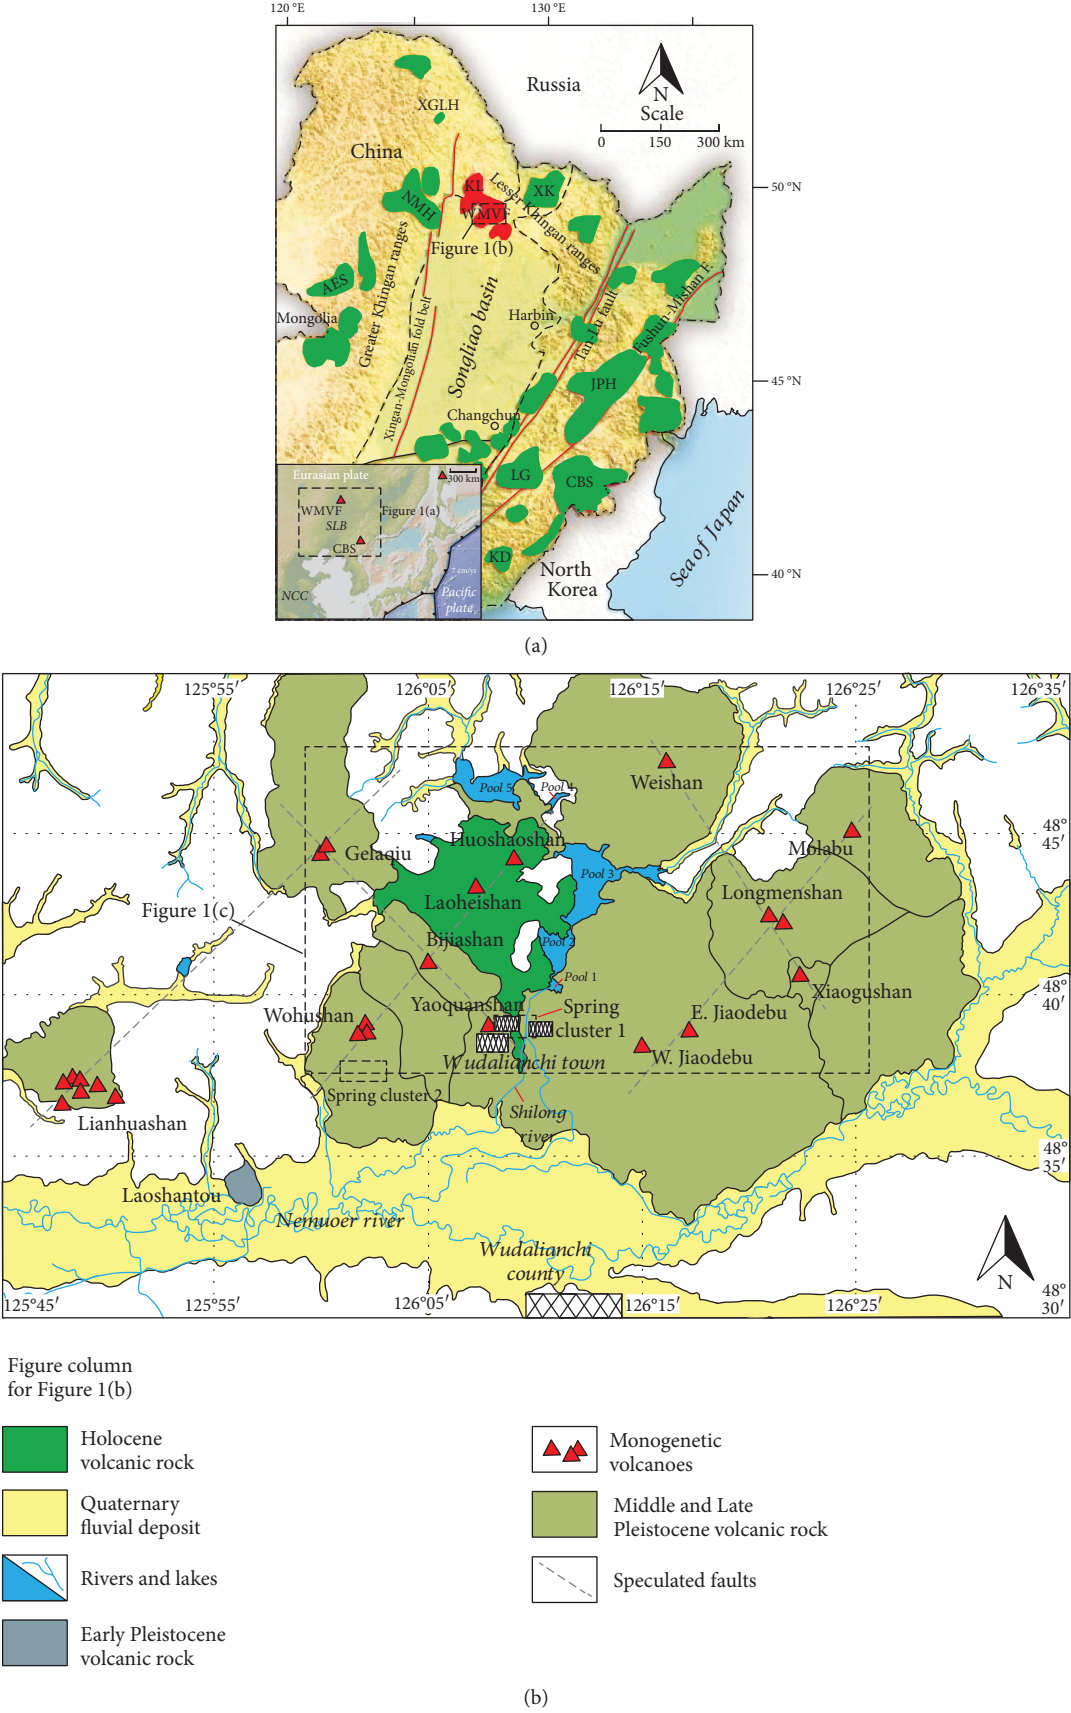 120 °E
130 °E
Russia
N
Scale
0 150 300 km
XGLH
China
50 °N
KL
Lesser Khingan ranges
XK
NMH
WMVF
Figure 1(b)
Greater Khingan ranges
AES
Mongolia
Xingan-Mongolian fold belt
Songliao basin
Harbin
Tan-Lu fault
Fushun-Mishan F.
45 °N
JPH
Changchun
LG
CBS
Sea of Japan
KD
North
Korea
40 °N
Eurasian plate
300 km
WMVF
Figure 1(a)
SLB
CBS
NCC
7 cm/yr
Pacific
plate
(a)
125°55′
126°05′
126°15′
126°25′
126°35′
Weishan
Pool 5
Pool 4
48°
45′
Huoshaoshan
Molabu
Gelaqiu
Pool 3
Laoheishan
Longmenshan
Figure 1(c)
Bijiashan
Pool 2
Pool 1
48°
40′
Xiaogushan
Wohushan
Yaoquanshan
Spring
cluster 1
E. Jiaodebu
W. Jiaodebu
Wudalianchi town
Spring cluster 2
Lianhuashan
Shilong
river
48°
35′
Laoshantou
Nemuoer river
Wudalianchi
county
N
48°
30′
125°45′
125°55′
126°05′
126°15′
126°25′
Figure column
for Figure 1(b)
Holocene
volcanic rock
Quaternary
fluvial deposit
Rivers and lakes
Early Pleistocene
volcanic rock
Monogenetic
volcanoes
Middle and Late
Pleistocene volcanic rock
Speculated faults
(b)